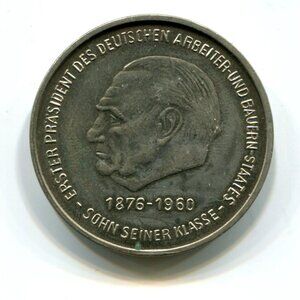 ERSTER PRÄSIDENT DES DEUTSCHEN ARBEITER-UND BAUERN-STAATES
1876-1960
- SOHN SEINER KLASSE -